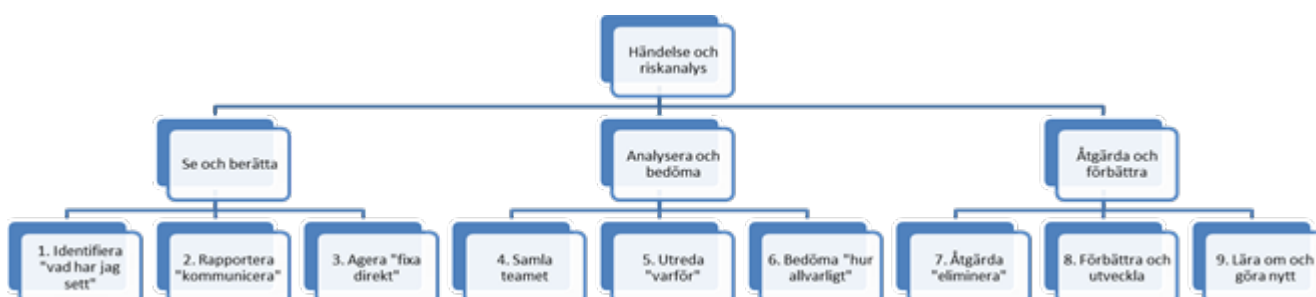 Händelse och
riskanalys
Se och berätta
Analysera och
bedöma
Åtgärda och
förbättra
1. Identifiera
"vad har jag
sett"
2. Rapportera
"kommunicera"
3. Agera "fixa
direkt"
4. Samla
teamet
5. Utreda
"varför"
6. Bedöma "hur
allvarligt"
7. Åtgärda
"eliminera"
8. Förbättra och
utveckla
9. Lära om och
göra nytt